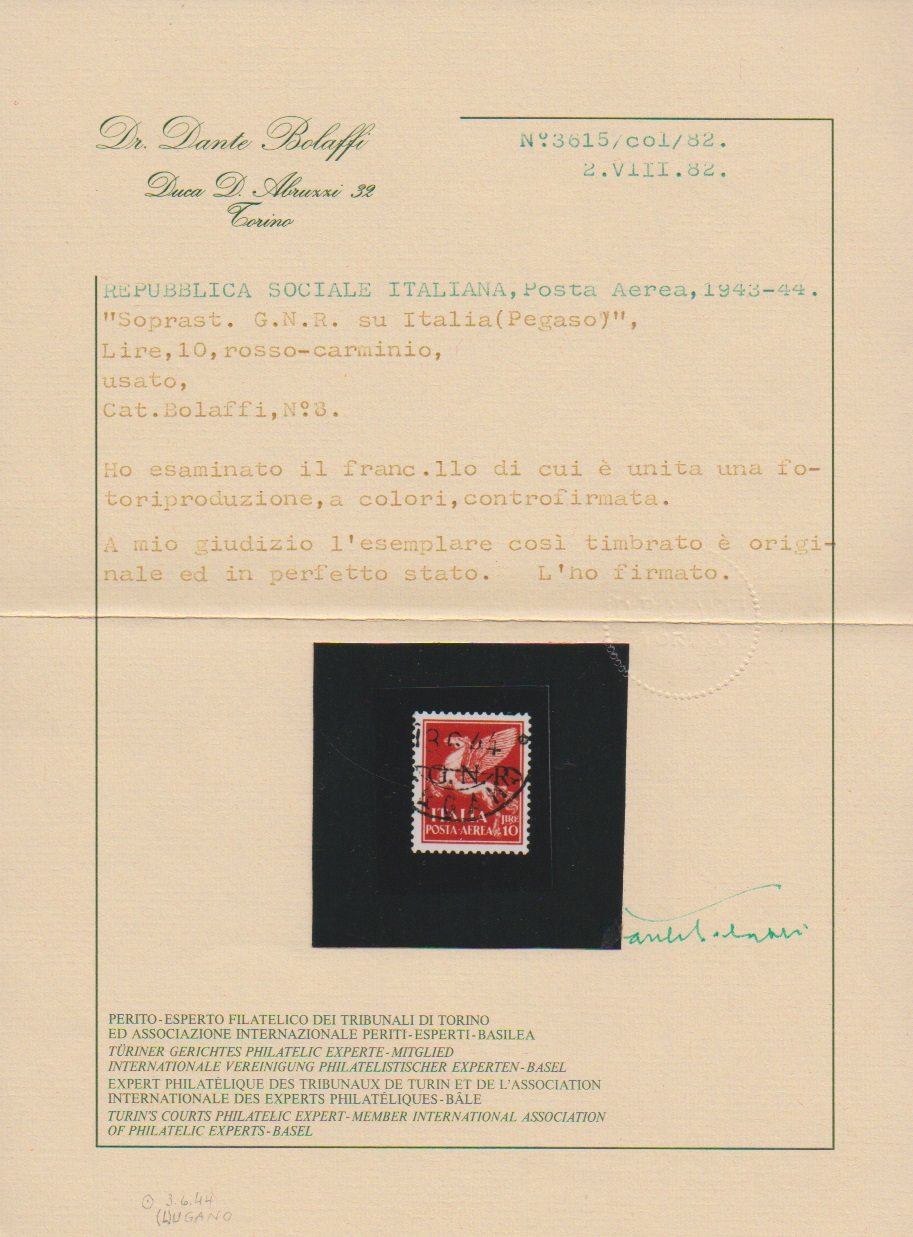 Dr. Dante Bolaffi
Duca D. Abruzzi 32
Torino
Nº3615/col/82.
2.VIII.82.
REPUBBLICA SOCIALE ITALIANA,Posta Aerea,1943-44.
"Soprast. G.N.R. su Italia(Pegaso)",
Lire,10,rosso-carminio,
usato,
Cat.Bolaffi,Nº8.
Ho esaminato il franc.llo di cui è unita una fo-
toriproduzione,a colori,controfirmata.
A mio giudizio l'esemplare così timbrato è origi-
nale ed in perfetto stato. L'ho firmato.
G.N.R.
ITALIA LIRE
POSTA·AEREA 10
PERITO-ESPERTO FILATELICO DEI TRIBUNALI DI TORINO
ED ASSOCIAZIONE INTERNAZIONALE PERITI-ESPERTI-BASILEA
TÜRINER GERICHTES PHILATELIC EXPERTE-MITGLIED
INTERNATIONALE VEREINIGUNG PHILATELISTISCHER EXPERTEN-BASEL
EXPERT PHILATÉLIQUE DES TRIBUNAUX DE TURIN ET DE L'ASSOCIATION
INTERNATIONALE DES EXPERTS PHILATÉLIQUES-BÂLE
TURIN'S COURTS PHILATELIC EXPERT-MEMBER INTERNATIONAL ASSOCIATION
OF PHILATELIC EXPERTS-BASEL
3.6.44
(L)UGANO